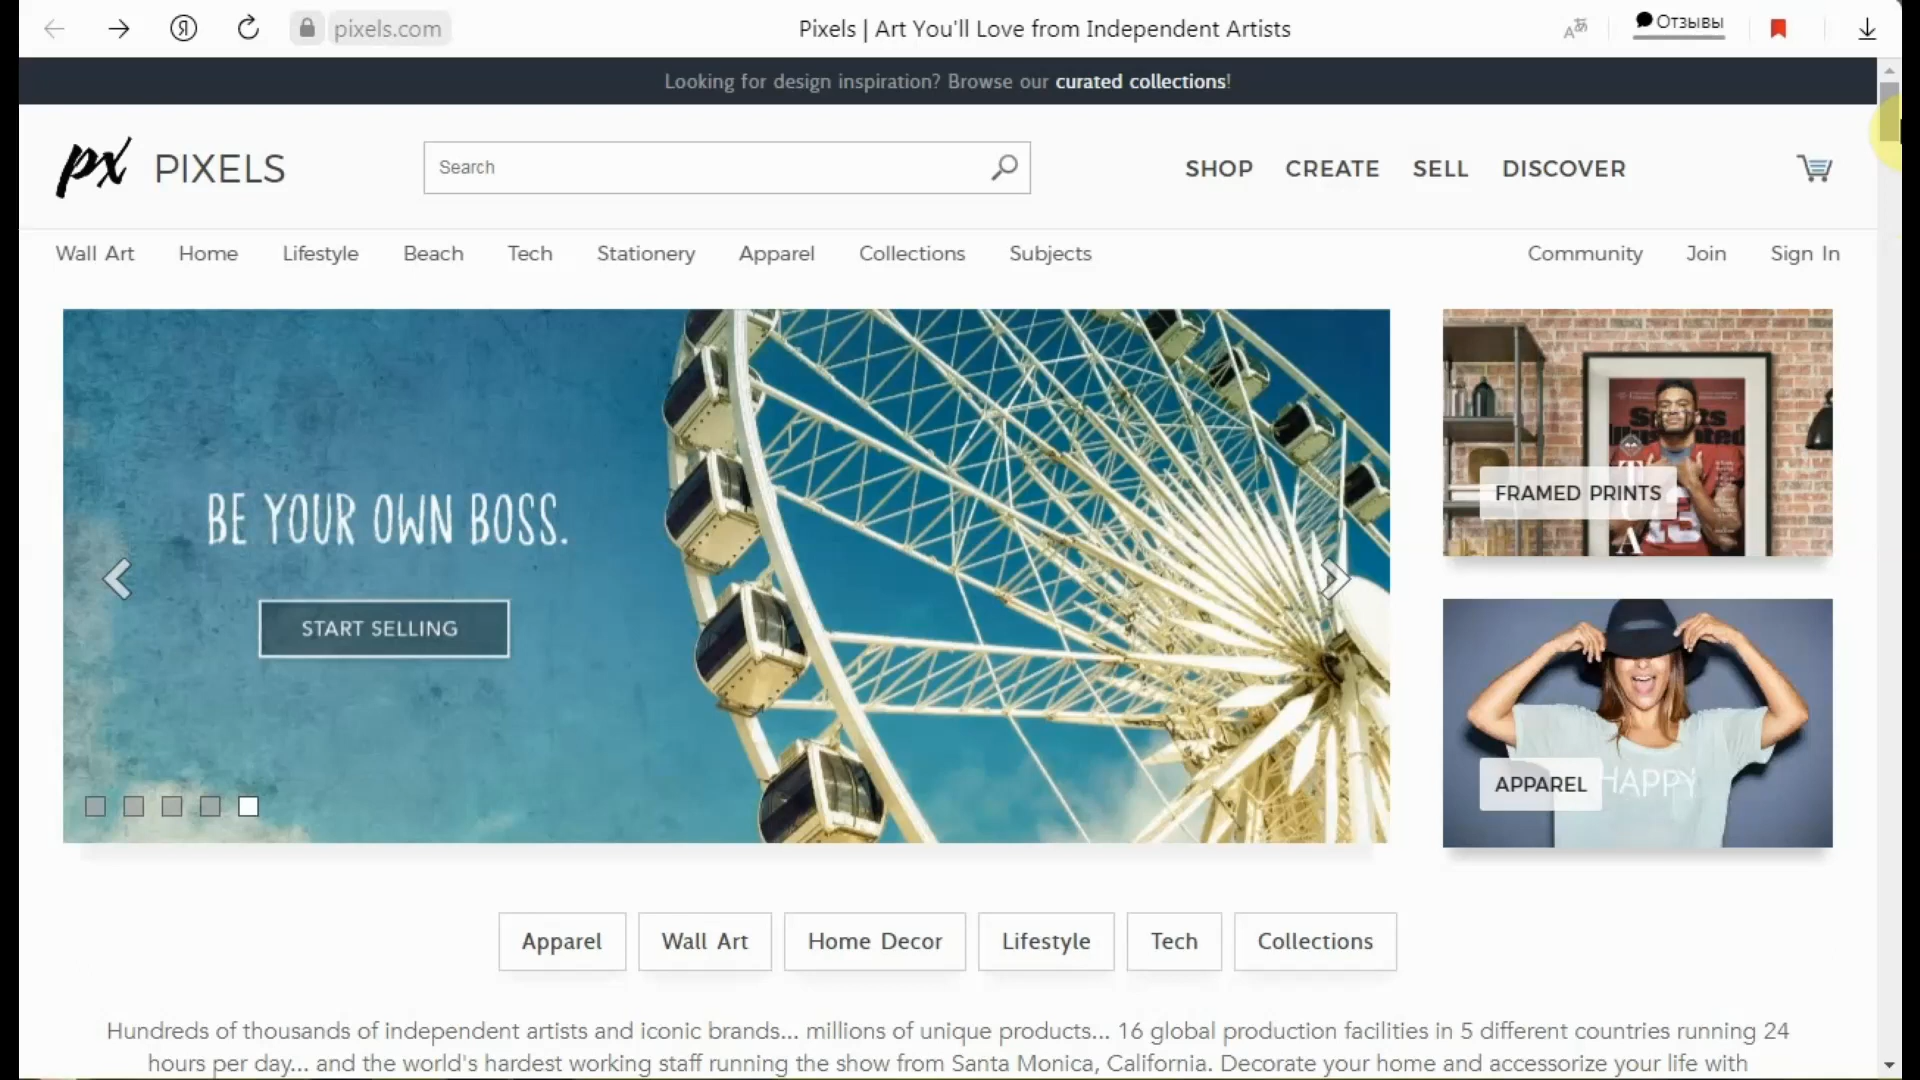 pixels.com
Pixels | Art You'll Love from Independent Artists
Отзывы
Looking for design inspiration? Browse our curated collections!
px PIXELS
Search
SHOP CREATE SELL DISCOVER
Wall Art Home Lifestyle Beach Tech Stationery Apparel Collections Subjects Community Join Sign In
BE YOUR OWN BOSS.
START SELLING
FRAMED PRINTS
HAPPY
APPAREL
Apparel Wall Art Home Decor Lifestyle Tech Collections
Hundreds of thousands of independent artists and iconic brands... millions of unique products... 16 global production facilities in 5 different countries running 24
hours per day... and the world's hardest working staff running the show from Santa Monica, California. Decorate your home and accessorize your life with